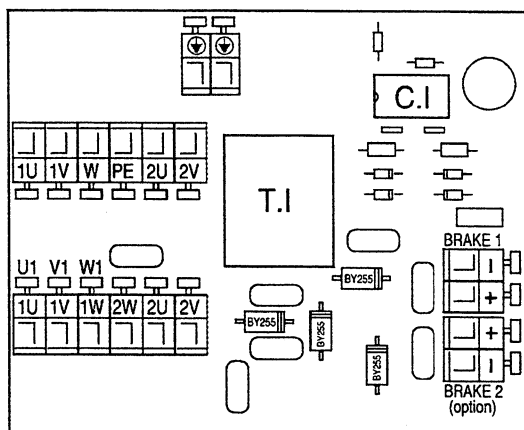 C.I
1U 1V W PE 2U 2V
T.I
BRAKE 1
−
+
U1 V1 W1
1U 1V 1W 2W 2U 2V
BY255
BY255
BY255
BY255
+
−
BRAKE 2
(option)